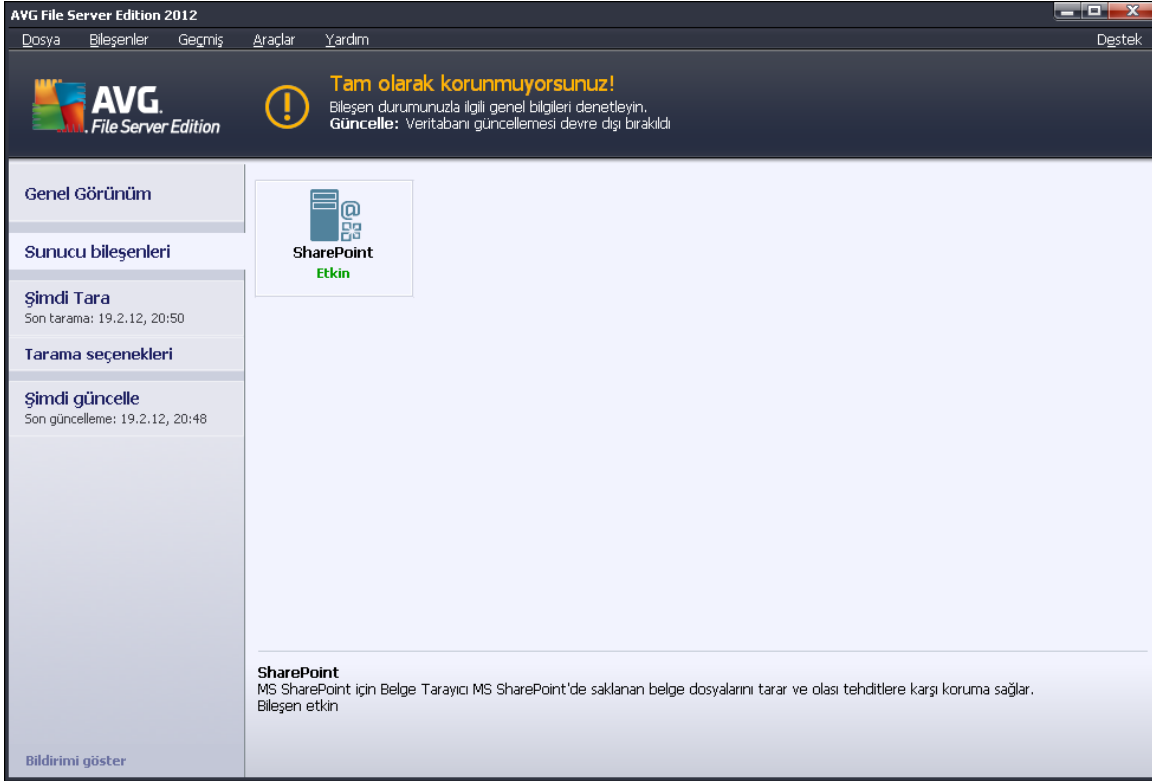 AVG File Server Edition 2012
Dosya Bileşenler Geçmiş Araçlar Yardım Destek
AVG.
File Server Edition
Tam olarak korunmuyorsunuz!
Bileşen durumunuzla ilgili genel bilgileri denetleyin.
Güncelle: Veritabanı güncellemesi devre dışı bırakıldı
Genel Görünüm
Sunucu bileşenleri
Şimdi Tara
Son tarama: 19.2.12, 20:50
Tarama seçenekleri
Şimdi güncelle
Son güncelleme: 19.2.12, 20:48
Bildirimi göster
SharePoint
Etkin
SharePoint
MS SharePoint için Belge Tarayıcı MS SharePoint'de saklanan belge dosyalarını tarar ve olası tehditlere karşı koruma sağlar.
Bileşen etkin